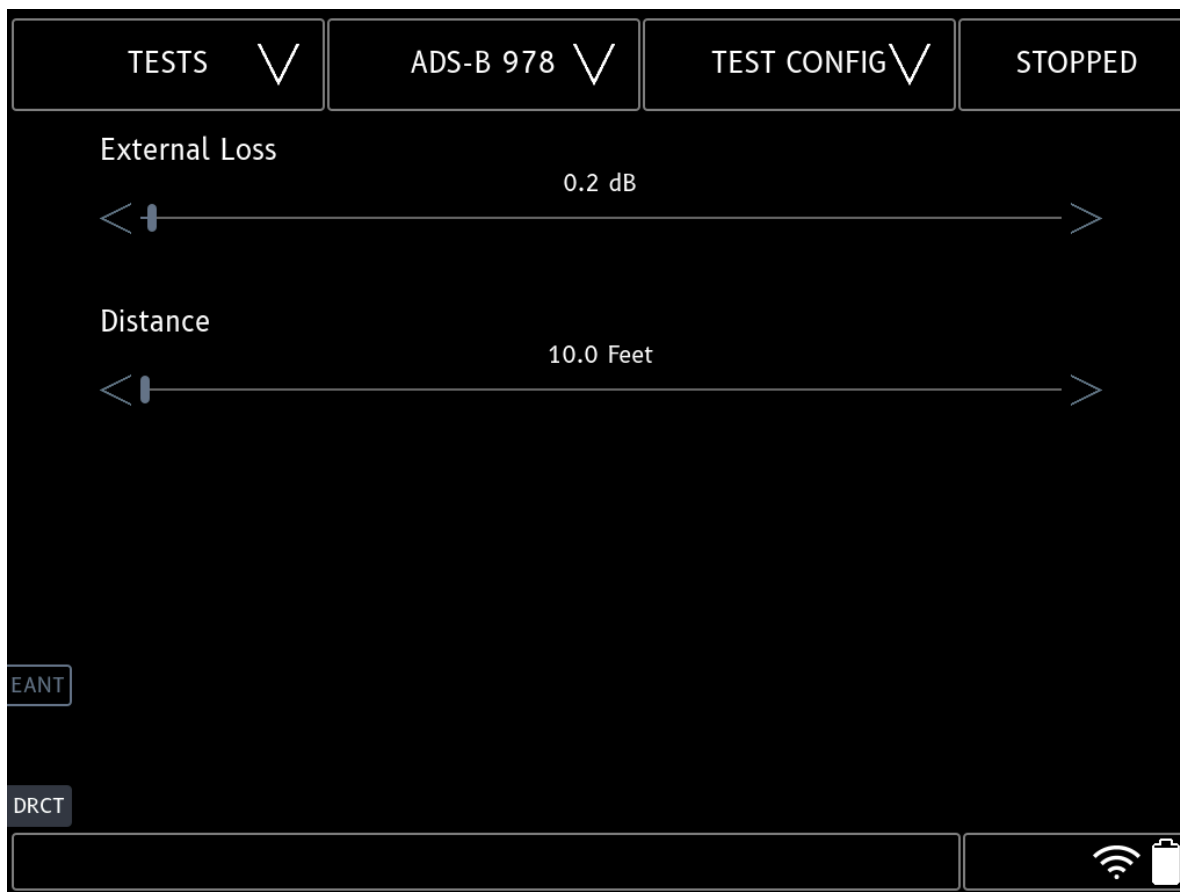 TESTS
ADS-B 978
TEST CONFIG
STOPPED
External Loss
0.2 dB
Distance
10.0 Feet
EANT
DRCT